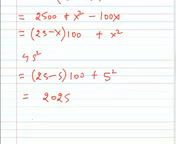 = 2500 + x² - 100x
= (25-x)100 + x²
45²
= (25-5)100 + 5²
= 2025